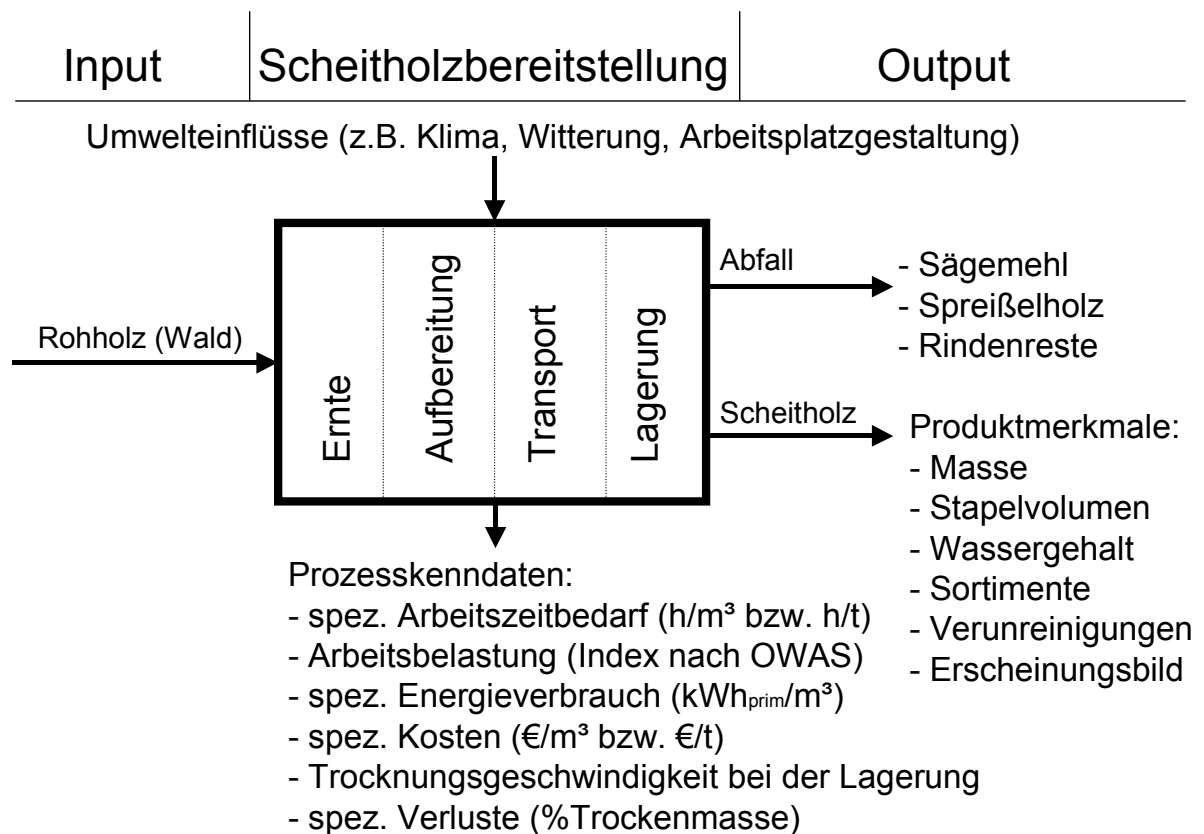 Input
Scheitholzbereitstellung
Output
Umwelteinflüsse (z.B. Klima, Witterung, Arbeitsplatzgestaltung)
Rohholz (Wald)
Ernte
Aufbereitung
Transport
Lagerung
Abfall
- Sägemehl
- Spreißelholz
- Rindenreste
Scheitholz
Produktmerkmale:
- Masse
- Stapelvolumen
- Wassergehalt
- Sortimente
- Verunreinigungen
- Erscheinungsbild
Prozesskenndaten:
- spez. Arbeitszeitbedarf (h/m³ bzw. h/t)
- Arbeitsbelastung (Index nach OWAS)
- spez. Energieverbrauch (kWhprim/m³)
- spez. Kosten (€/m³ bzw. €/t)
- Trocknungsgeschwindigkeit bei der Lagerung
- spez. Verluste (%Trockenmasse)